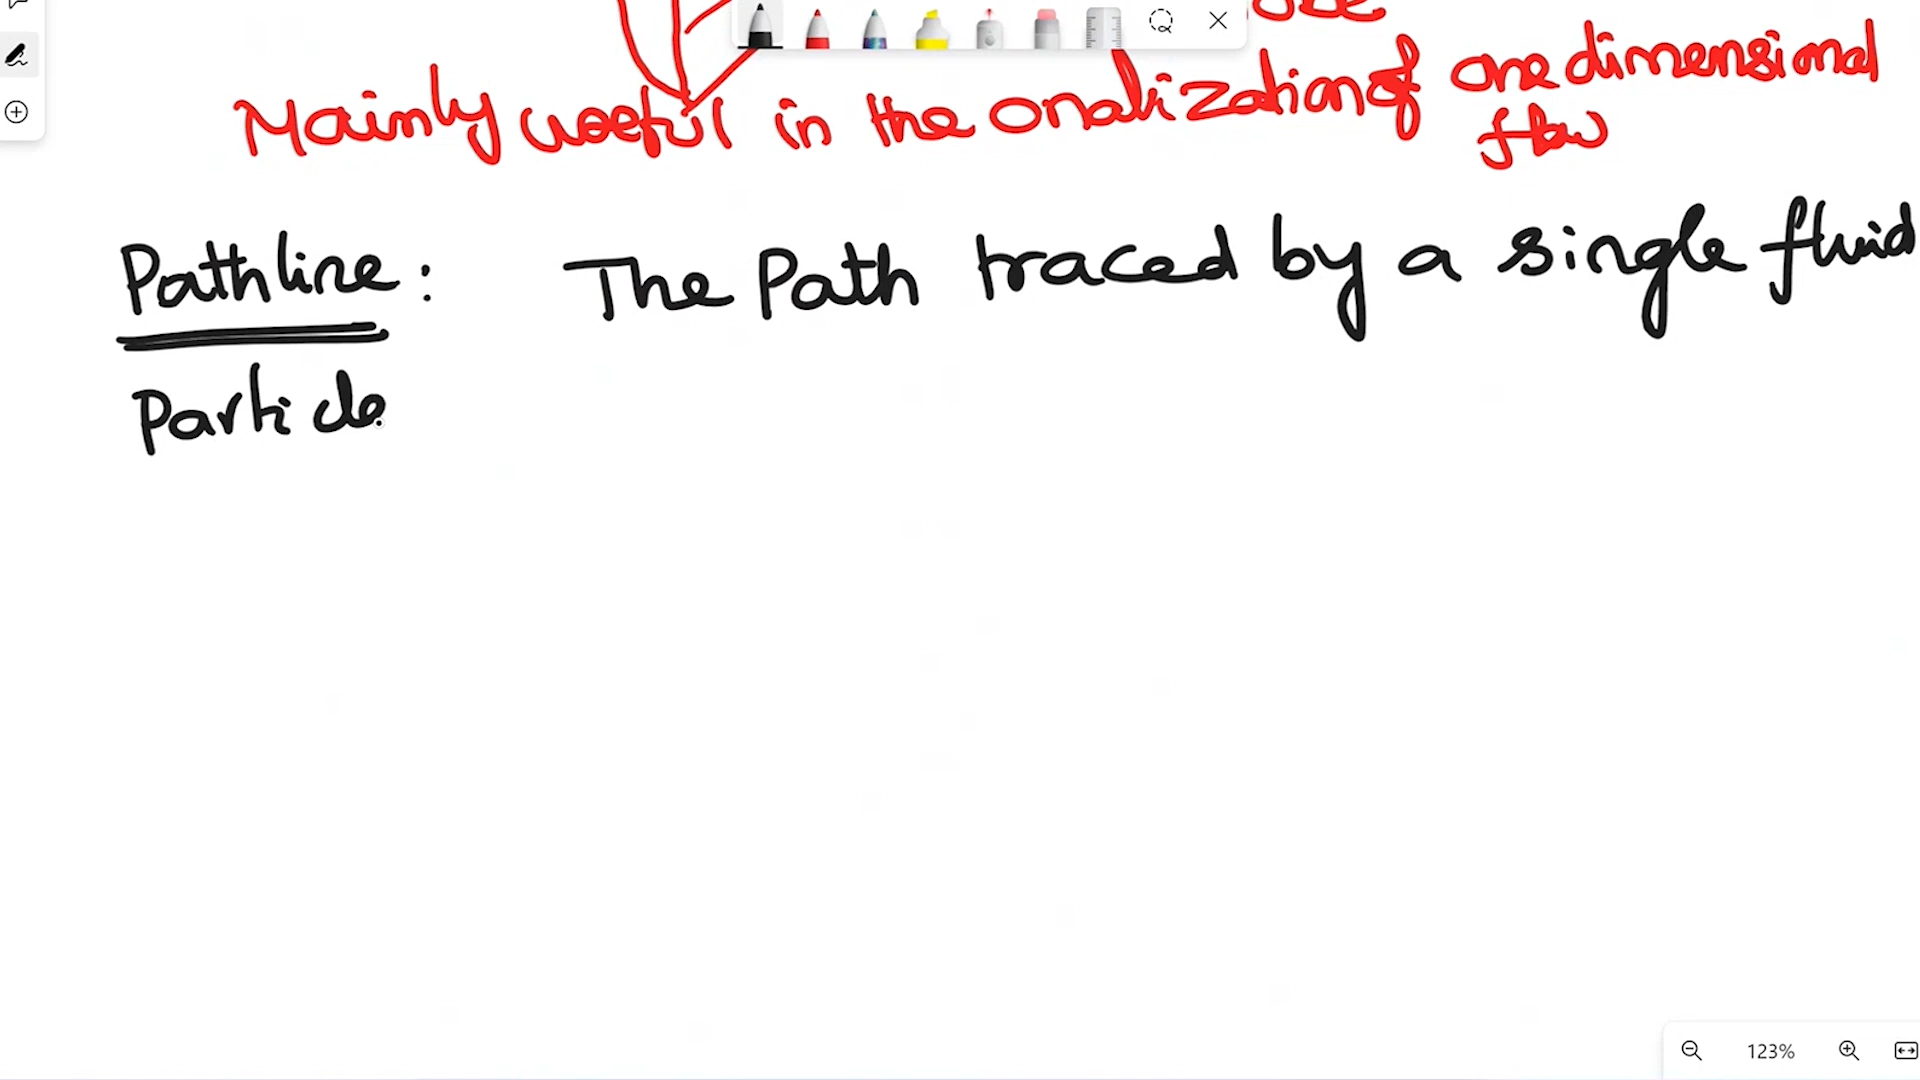 Mainly useful in the analization of one dimensional
flow
Pathline : The Path traced by a single fluid
Particle
123%